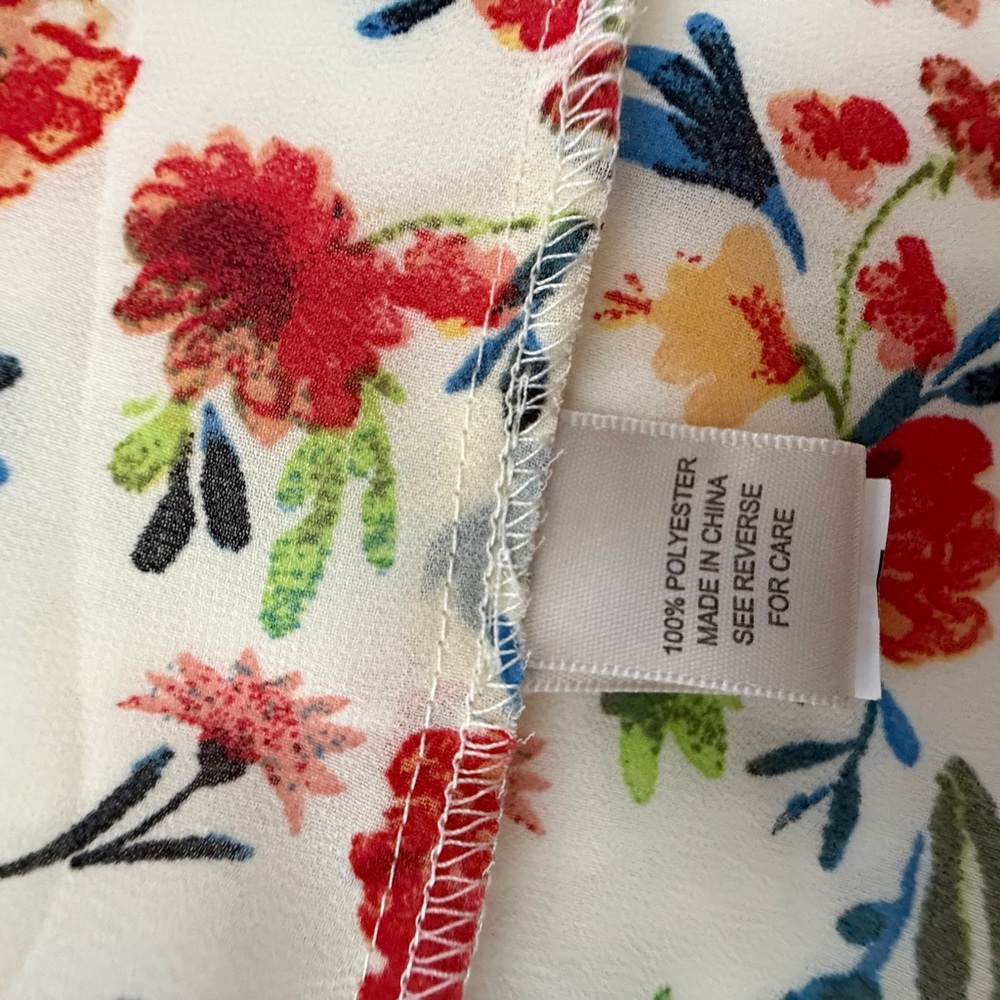 100% POLYESTER
MADE IN CHINA
SEE REVERSE
FOR CARE